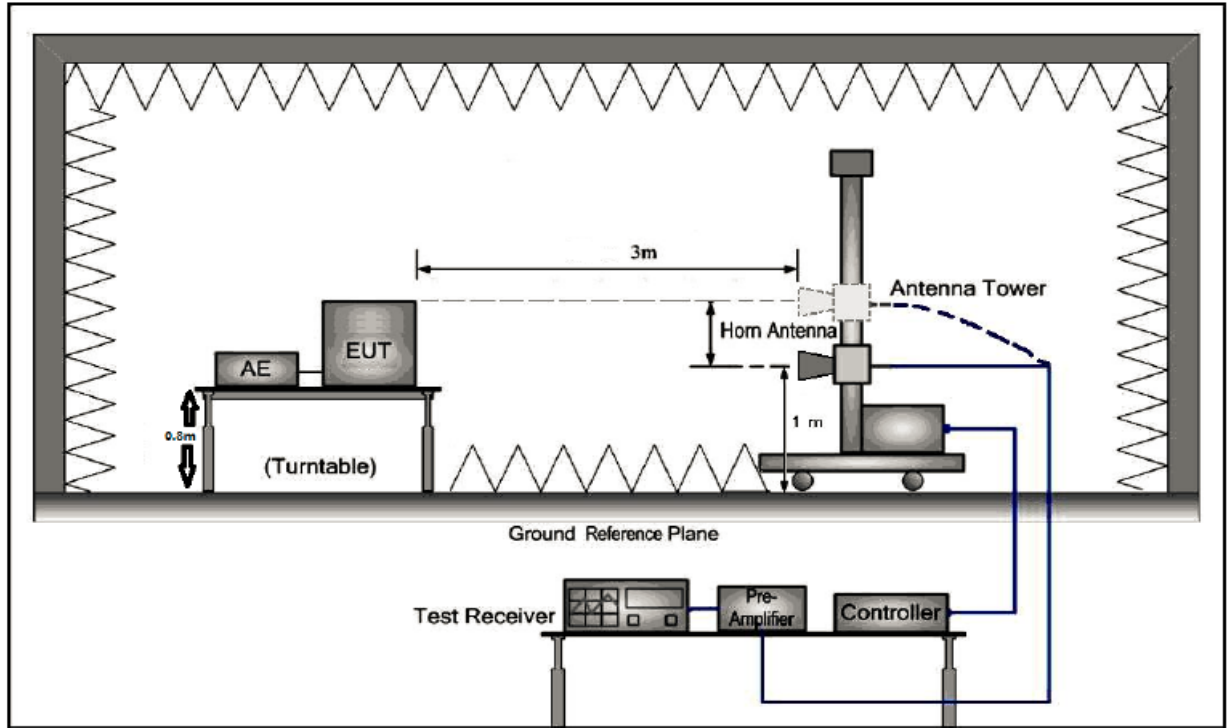 3m
Antenna Tower
Horn Antenna
EUT
AE
1 m
0.8m
(Turntable)
Ground Reference Plane
Test Receiver
Pre-
Amplifier
Controller